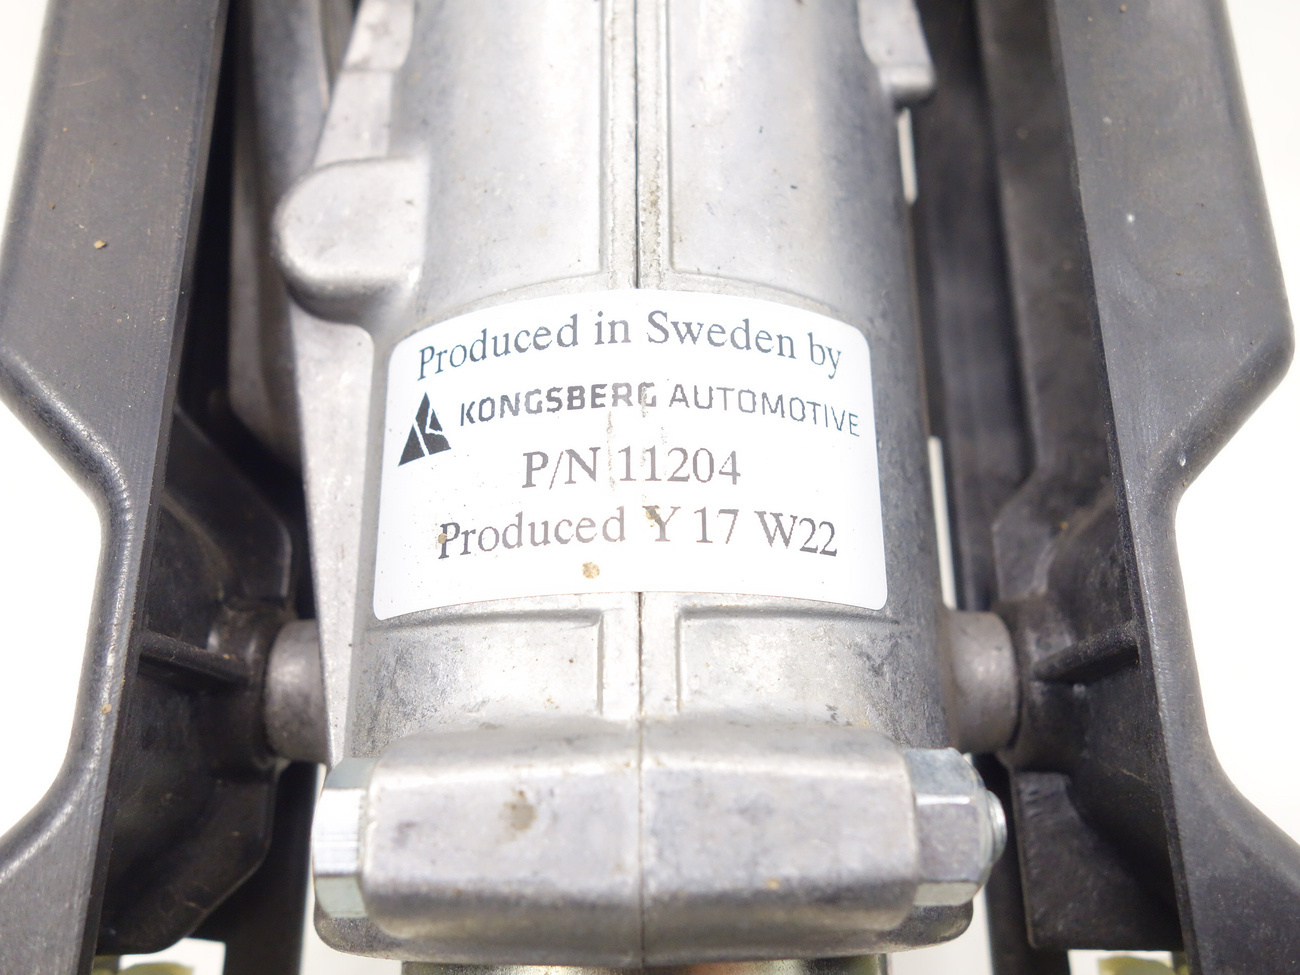 Produced in Sweden by
KONGSBERG AUTOMOTIVE
P/N 11204
Produced Y 17 W22